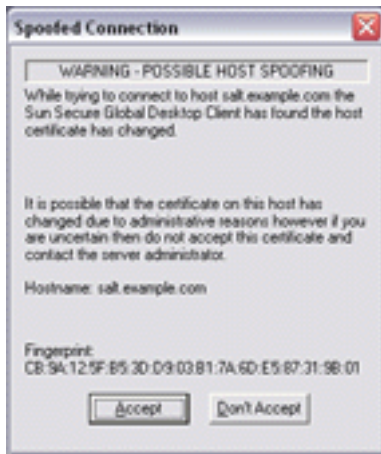 Spoofed Connection
WARNING - POSSIBLE HOST SPOOFING
While trying to connect to host salt.example.com the
Sun Secure Global Desktop Client has found the host
certificate has changed.
It is possible that the certificate on this host has
changed due to administrative reasons however if you
are uncertain then do not accept this certificate and
contact the server administrator.
Hostname: salt.example.com
Fingerprint:
CB:9A:12:5F:B5:3D:D9:03:B1:7A:6D:E5:87:31:9B:01
Accept
Don't Accept